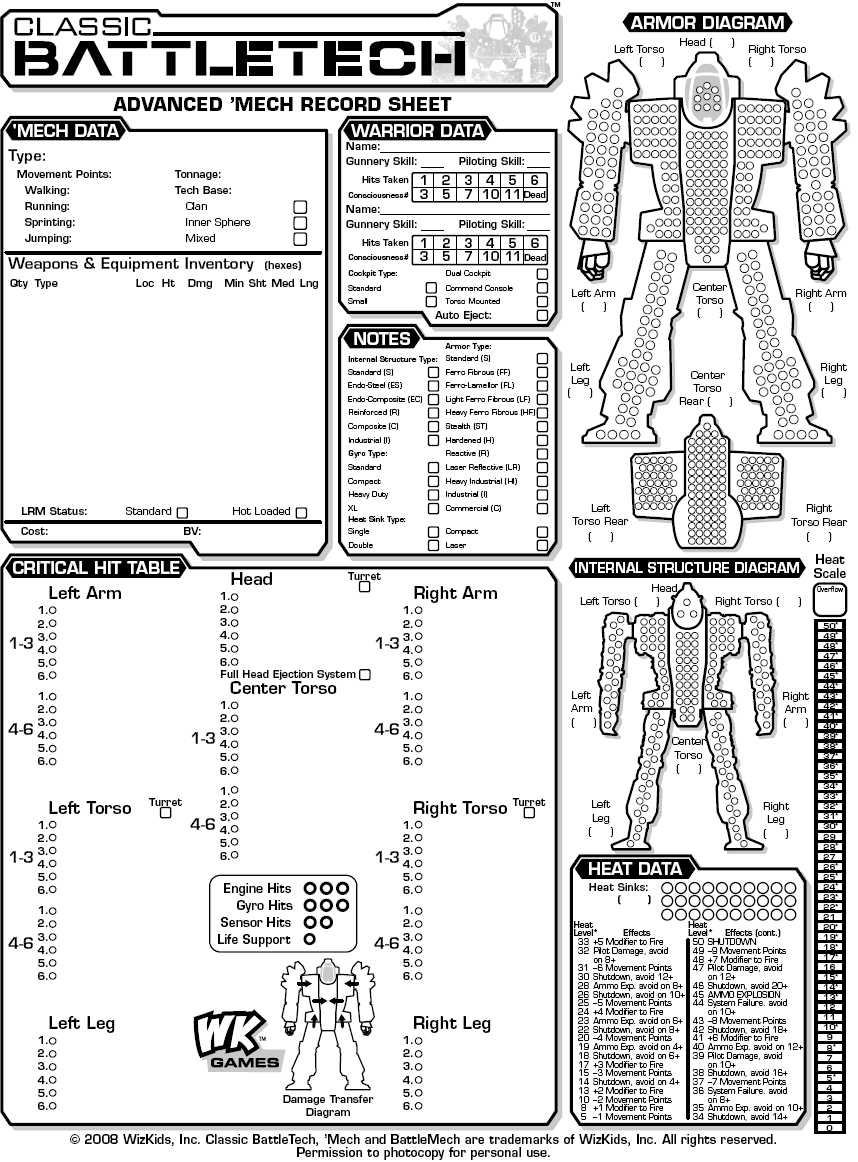 CLASSIC
BATTLETECH
™
ADVANCED 'MECH RECORD SHEET
'MECH DATA
Type:
Movement Points:
Tonnage:
Walking:
Tech Base:
Running:
Clan
Sprinting:
Inner Sphere
Jumping:
Mixed
Weapons & Equipment Inventory (hexes)
Qty Type Loc Ht Dmg Min Sht Med Lng
LRM Status: Standard Hot Loaded
Cost: BV:
WARRIOR DATA
Name:
Gunnery Skill: Piloting Skill:
Hits Taken 1 2 3 4 5 6
Consciousness# 3 5 7 10 11 Dead
Name:
Gunnery Skill: Piloting Skill:
Hits Taken 1 2 3 4 5 6
Consciousness# 3 5 7 10 11 Dead
Cockpit Type: Dual Cockpit
Standard Command Console
Small Torso Mounted
Auto Eject:
NOTES
Armor Type:
Internal Structure Type: Standard (S)
Standard (S) Ferro Fibrous (FF)
Endo-Steel (ES) Ferro-Lamellor (FL)
Endo-Composite (EC) Light Ferro Fibrous (LF)
Reinforced (R) Heavy Ferro Fibrous (HF)
Composite (C) Stealth (ST)
Industrial (I) Hardened (H)
Gyro Type: Reactive (R)
Standard Laser Reflective (LR)
Compact Heavy Industrial (HI)
Heavy Duty Industrial (I)
XL Commercial (C)
Heat Sink Type:
Single Compact
Double Laser
ARMOR DIAGRAM
Head ( )
Left Torso
( )
Right Torso
( )
Left Arm
( )
Center
Torso
( )
Right Arm
( )
Left
Leg
( )
Right
Leg
( )
Center
Torso
Rear ( )
Left
Torso Rear
( )
Right
Torso Rear
( )
CRITICAL HIT TABLE
Left Arm
1-3
1.
2.
3.
4.
5.
6.
4-6
1.
2.
3.
4.
5.
6.
Left Torso
Turret
1-3
1.
2.
3.
4.
5.
6.
4-6
1.
2.
3.
4.
5.
6.
Left Leg
1.
2.
3.
4.
5.
6.
Head
Turret
1.
2.
3.
4.
5.
6.
Full Head Ejection System
Center Torso
1-3
1.
2.
3.
4.
5.
6.
4-6
1.
2.
3.
4.
5.
6.
Engine Hits
Gyro Hits
Sensor Hits
Life Support
WK
GAMES
Damage Transfer
Diagram
Right Arm
1-3
1.
2.
3.
4.
5.
6.
4-6
1.
2.
3.
4.
5.
6.
Right Torso
Turret
1-3
1.
2.
3.
4.
5.
6.
4-6
1.
2.
3.
4.
5.
6.
Right Leg
1.
2.
3.
4.
5.
6.
INTERNAL STRUCTURE DIAGRAM
Head
Left Torso ( )
Right Torso ( )
Left
Arm
( )
Right
Arm
( )
Center
Torso
( )
Left
Leg
( )
Right
Leg
( )
Heat
Scale
Overflow
50*
49*
48*
47*
46*
45*
44*
43*
42*
41*
40*
39*
38*
37*
36*
35*
34*
33*
32*
31*
30*
29
28*
27
26*
25*
24*
23*
22*
21
20*
19*
18*
17*
16
15*
14*
13*
12
11
10*
9
8*
7
6
5*
4
3
2
1
0
HEAT DATA
Heat Sinks:
( )
Heat
Level* Effects
33 +5 Modifier to Fire
32 Pilot Damage, avoid
on 8+
31 –6 Movement Points
30 Shutdown, avoid 12+
28 Ammo Exp. avoid on 8+
26 Shutdown, avoid on 10+
25 –5 Movement Points
24 +4 Modifier to Fire
23 Ammo Exp. avoid on 6+
22 Shutdown, avoid on 8+
20 –4 Movement Points
19 Ammo Exp. avoid on 4+
18 Shutdown, avoid on 6+
17 +3 Modifier to Fire
15 –3 Movement Points
14 Shutdown, avoid on 4+
13 +2 Modifier to Fire
10 –2 Movement Points
8 +1 Modifier to Fire
5 –1 Movement Points
Heat
Level* Effects (cont.)
50 SHUTDOWN
49 –9 Movement Points
48 +7 Modifier to Fire
47 Pilot Damage, avoid
on 12+
46 Shutdown, avoid 20+
45 AMMO EXPLOSION
44 System Failure, avoid
on 10+
43 –8 Movement Points
42 Shutdown, avoid 18+
41 +6 Modifier to Fire
40 Ammo Exp. avoid on 12+
39 Pilot Damage, avoid
on 10+
38 Shutdown, avoid 16+
37 –7 Movement Points
36 System Failure, avoid
on 8+
35 Ammo Exp. avoid on 10+
34 Shutdown, avoid 14+
© 2008 WizKids, Inc. Classic BattleTech, 'Mech and BattleMech are trademarks of WizKids, Inc. All rights reserved.
Permission to photocopy for personal use.